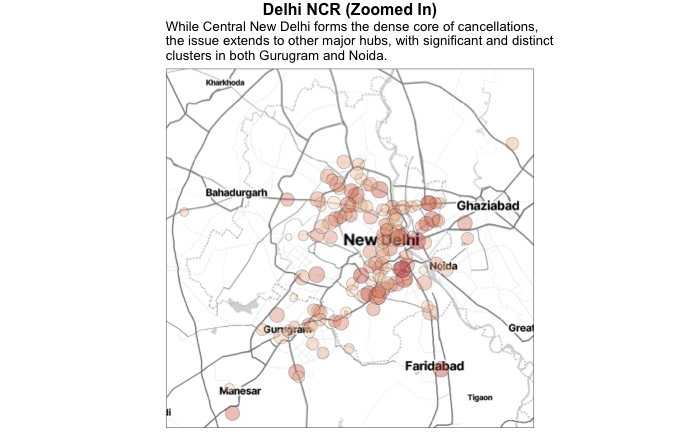 Delhi NCR (Zoomed In)
While Central New Delhi forms the dense core of cancellations,
the issue extends to other major hubs, with significant and distinct
clusters in both Gurugram and Noida.
Kharkhoda
Bahadurgarh
Ghaziabad
New Delhi
Noida
Gurugram
Great
Faridabad
Manesar
Tigaon
di